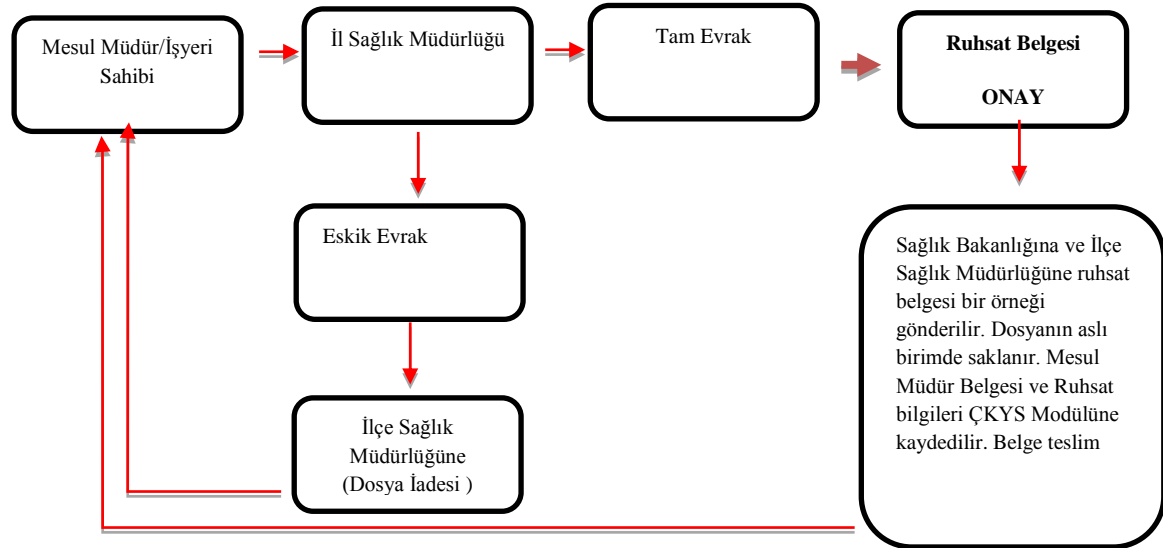 Mesul Müdür/İşyeri
Sahibi
İl Sağlık Müdürlüğü
Tam Evrak
Ruhsat Belgesi
ONAY
Eskik Evrak
İlçe Sağlık
Müdürlüğüne
(Dosya İadesi )
Sağlık Bakanlığına ve İlçe
Sağlık Müdürlüğüne ruhsat
belgesi bir örneği
gönderilir. Dosyanın aslı
birimde saklanır. Mesul
Müdür Belgesi ve Ruhsat
bilgileri ÇKYS Modülüne
kaydedilir. Belge teslim